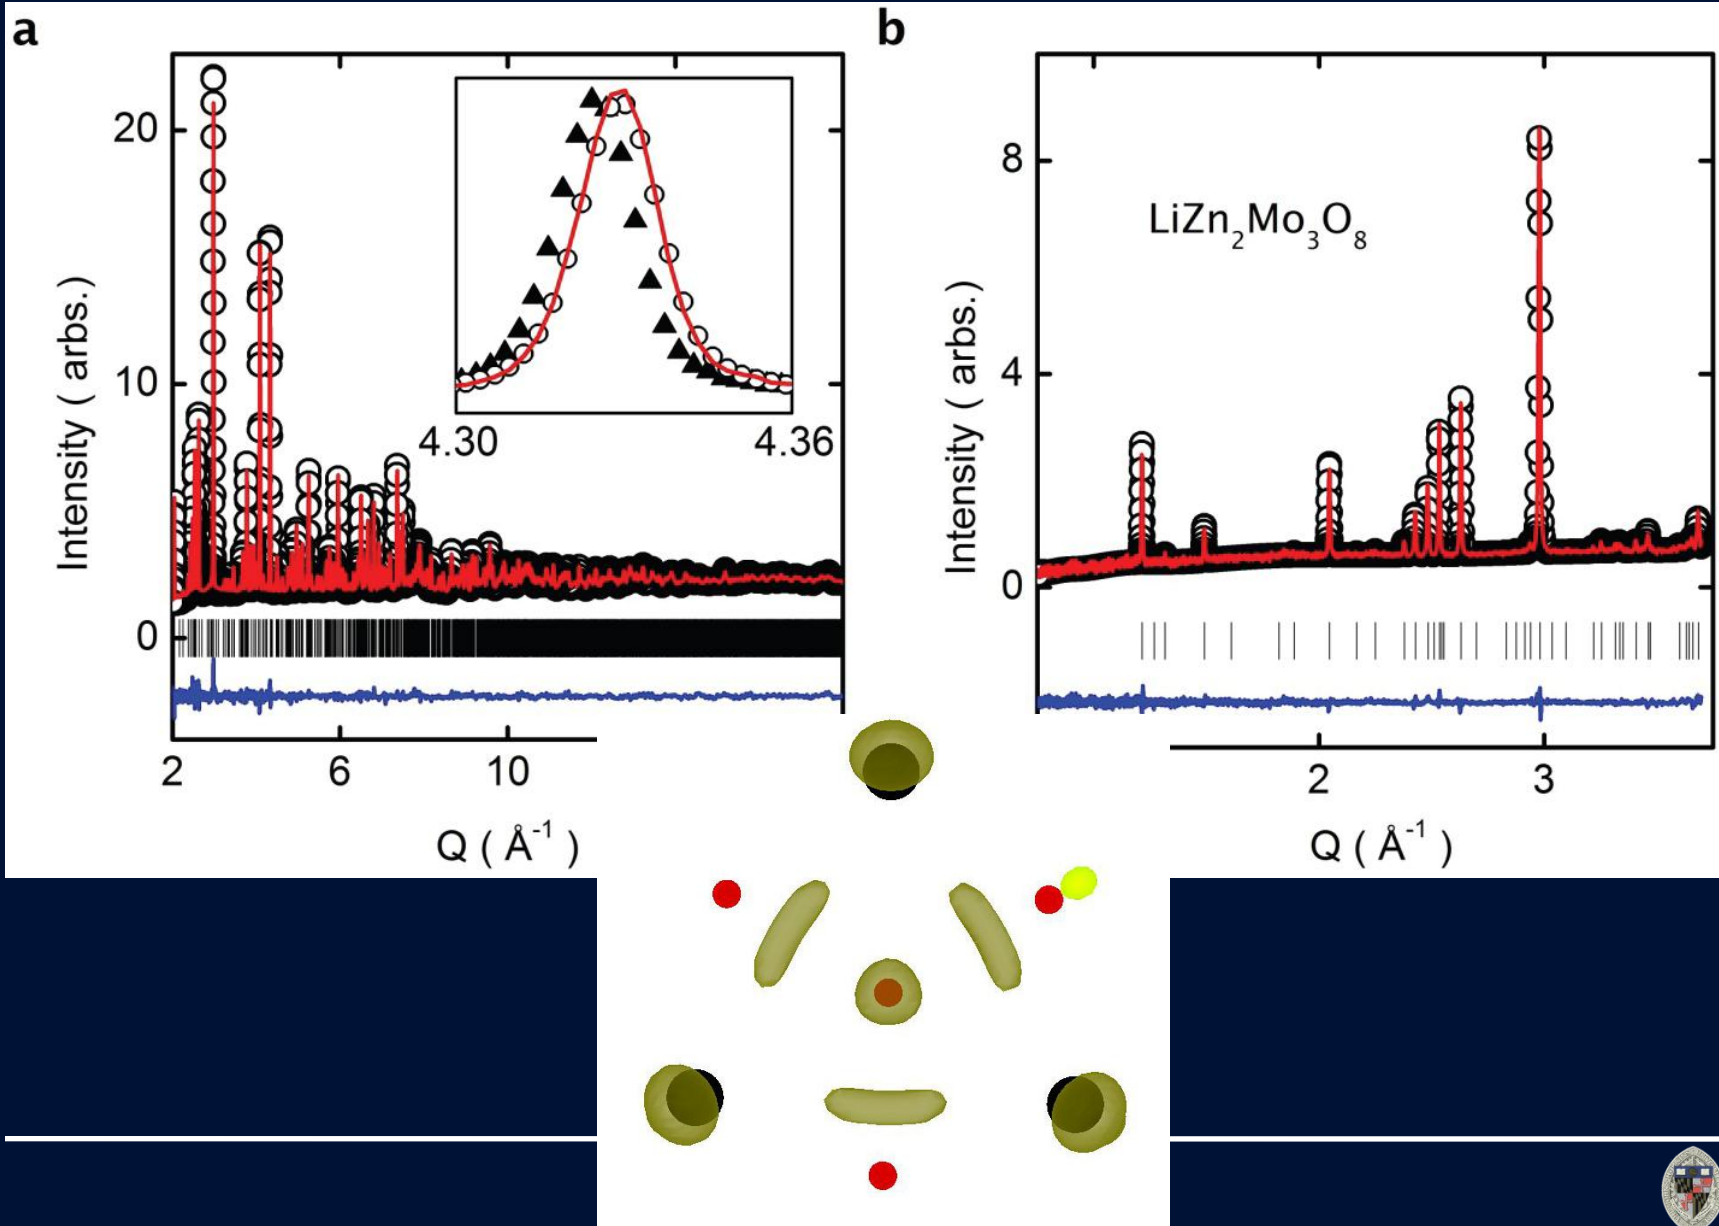 a
b
20
10
0
Intensity ( arbs.)
4.30 4.36
2 6 10
Q ( Å⁻¹ )
LiZn₂Mo₃O₈
8
4
0
Intensity ( arbs.)
2 3
Q ( Å⁻¹ )